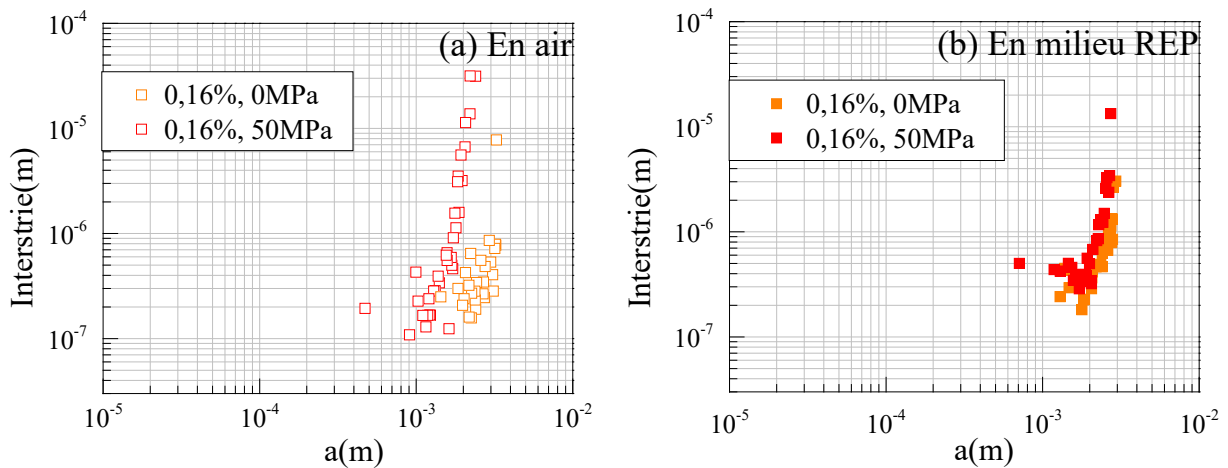 (a) En air
0,16%, 0MPa
0,16%, 50MPa
Interstrie(m)
10⁻⁴
10⁻⁵
10⁻⁶
10⁻⁷
10⁻⁵
10⁻⁴
10⁻³
10⁻²
a(m)
(b) En milieu REP
0,16%, 0MPa
0,16%, 50MPa
Interstrie(m)
10⁻⁴
10⁻⁵
10⁻⁶
10⁻⁷
10⁻⁵
10⁻⁴
10⁻³
10⁻²
a(m)